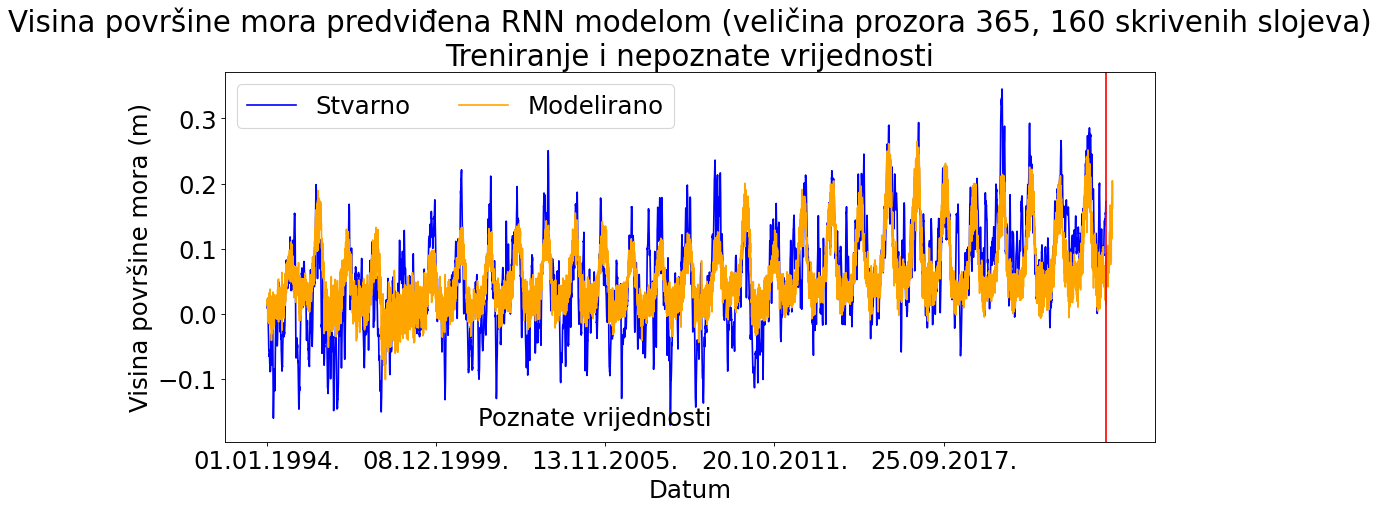 Visina površine mora predviđena RNN modelom (veličina prozora 365, 160 skrivenih slojeva)
Treniranje i nepoznate vrijednosti
Stvarno
Modelirano
Visina površine mora (m)
0.3
0.2
0.1
0.0
−0.1
Poznate vrijednosti
01.01.1994.
08.12.1999.
13.11.2005.
20.10.2011.
25.09.2017.
Datum